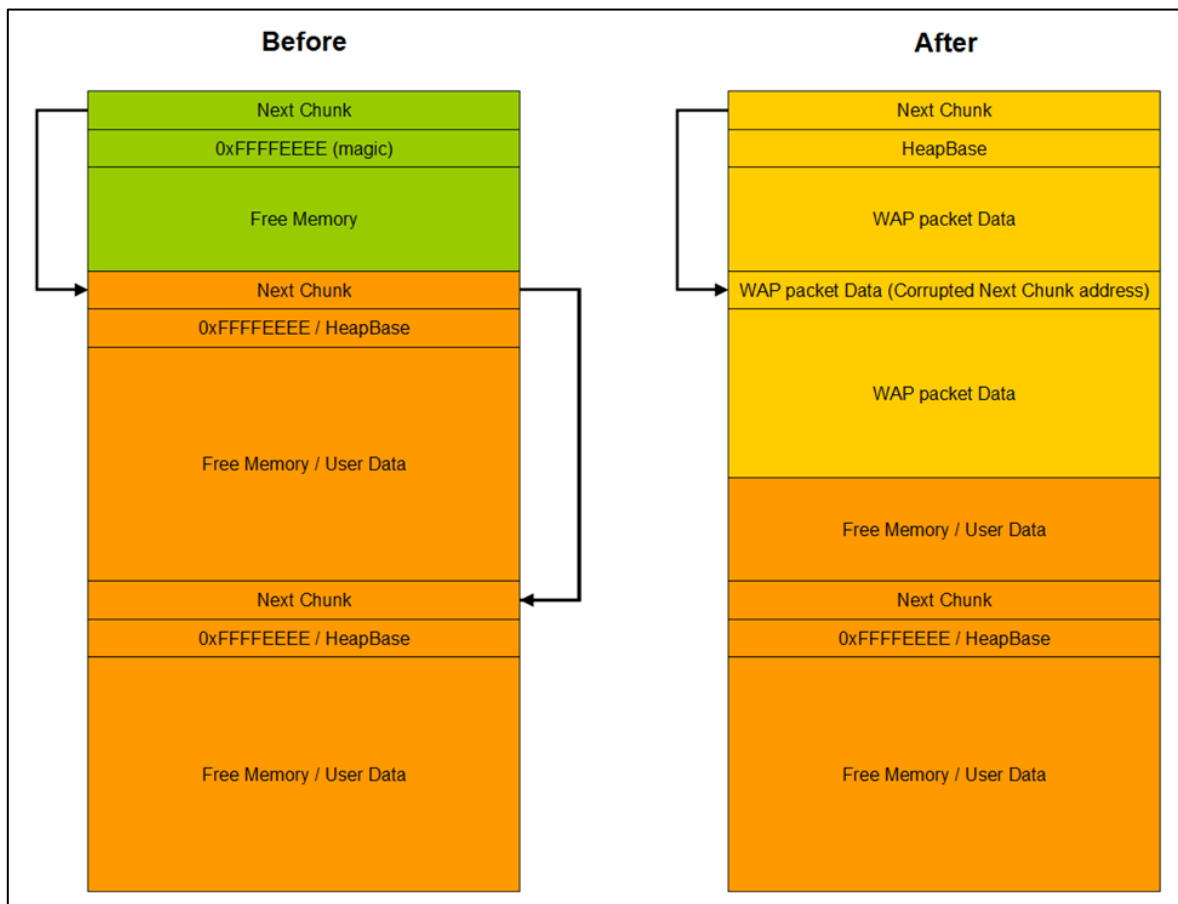 Before
Next Chunk
0xFFFFEEEE (magic)
Free Memory
Next Chunk
0xFFFFEEEE / HeapBase
Free Memory / User Data
Next Chunk
0xFFFFEEEE / HeapBase
Free Memory / User Data
After
Next Chunk
HeapBase
WAP packet Data
WAP packet Data (Corrupted Next Chunk address)
WAP packet Data
Free Memory / User Data
Next Chunk
0xFFFFEEEE / HeapBase
Free Memory / User Data